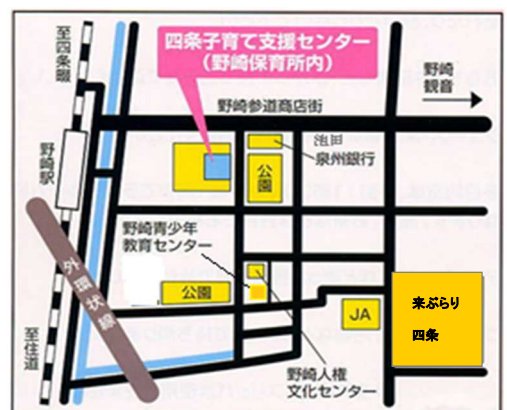 至四条畷
四条子育て支援センター
（野崎保育所内）
野崎
観音
野崎参道商店街
池田
泉州銀行
野崎駅
公園
野崎青少年
教育センター
外環状線
公園
JA
来ぶらり
四条
至住道
野崎人権
文化センター